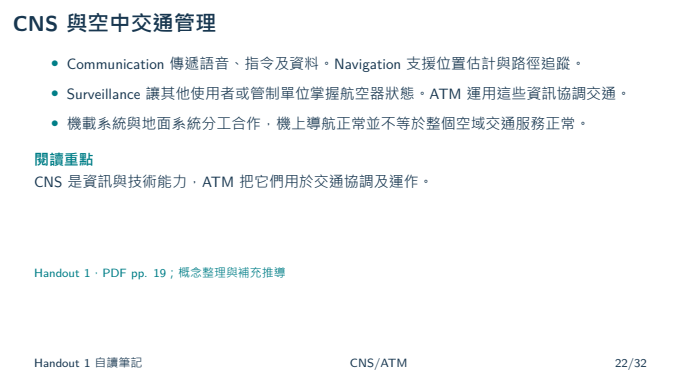 CNS 與空中交通管理
• Communication 傳遞語音、指令及資料。Navigation 支援位置估計與路徑追蹤。
• Surveillance 讓其他使用者或管制單位掌握航空器狀態。ATM 運用這些資訊協調交通。
• 機載系統與地面系統分工合作，機上導航正常並不等於整個空域交通服務正常。
閱讀重點
CNS 是資訊與技術能力，ATM 把它們用於交通協調及運作。
Handout 1 · PDF pp. 19；概念整理與補充推導
Handout 1 自讀筆記 CNS/ATM 22/32